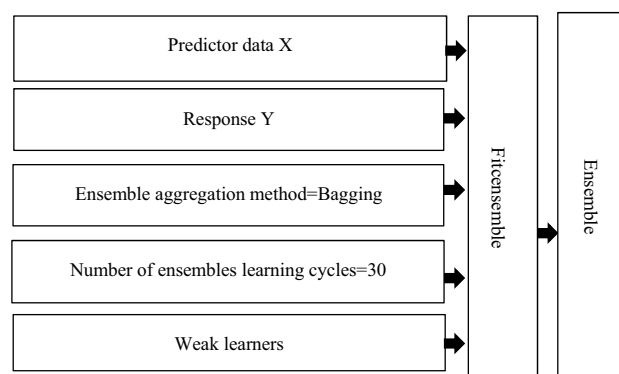 Predictor data X
Response Y
Ensemble aggregation method=Bagging
Number of ensembles learning cycles=30
Weak learners
Fitcensemble
Ensemble